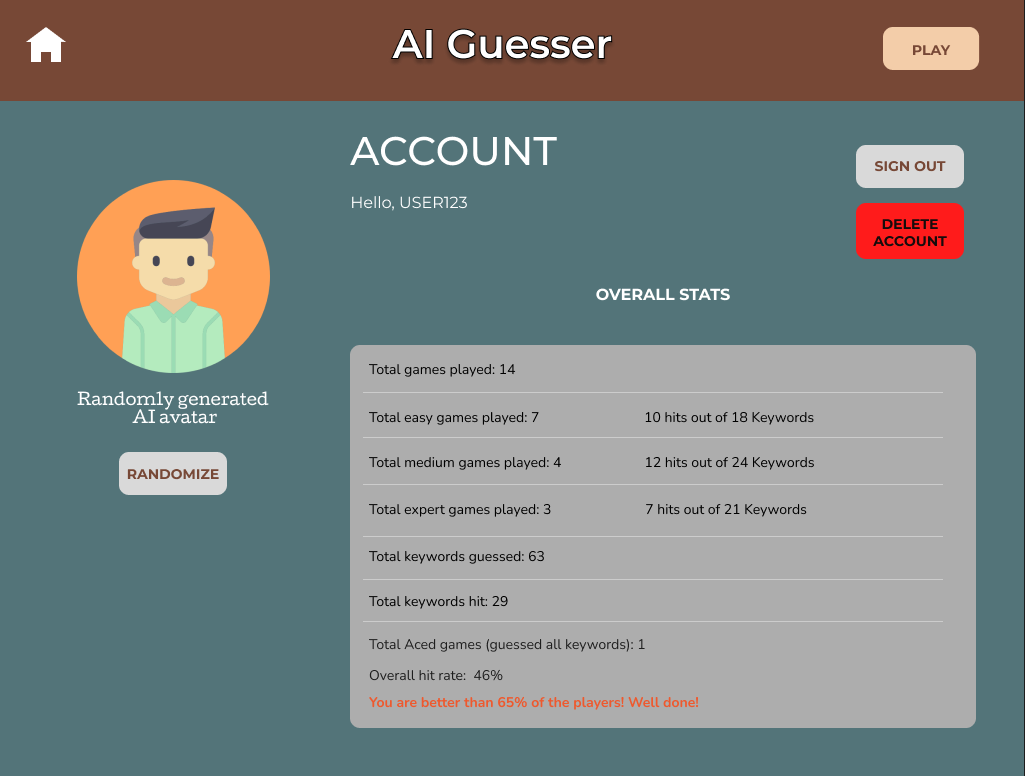 AI Guesser
PLAY
ACCOUNT
Hello, USER123
SIGN OUT
DELETE
ACCOUNT
Randomly generated
AI avatar
RANDOMIZE
OVERALL STATS
Total games played: 14
Total easy games played: 7 10 hits out of 18 Keywords
Total medium games played: 4 12 hits out of 24 Keywords
Total expert games played: 3 7 hits out of 21 Keywords
Total keywords guessed: 63
Total keywords hit: 29
Total Aced games (guessed all keywords): 1
Overall hit rate: 46%
You are better than 65% of the players! Well done!